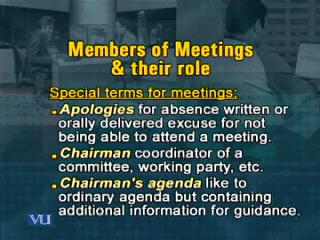 Members of Meetings
& their role
Special terms for meetings:
Apologies for absence written or
orally delivered excuse for not
being able to attend a meeting.
Chairman coordinator of a
committee, working party, etc.
Chairman's agenda like to
ordinary agenda but containing
additional information for guidance.
VU